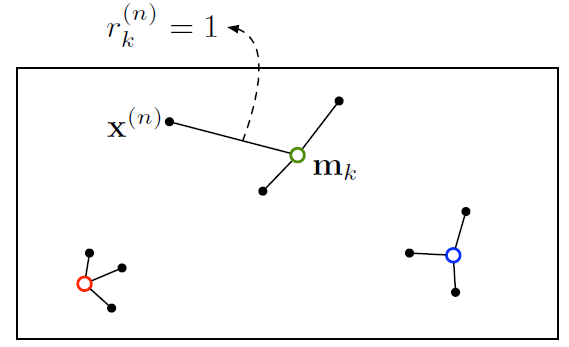 r_k^{(n)} = 1
x^{(n)}
m_k